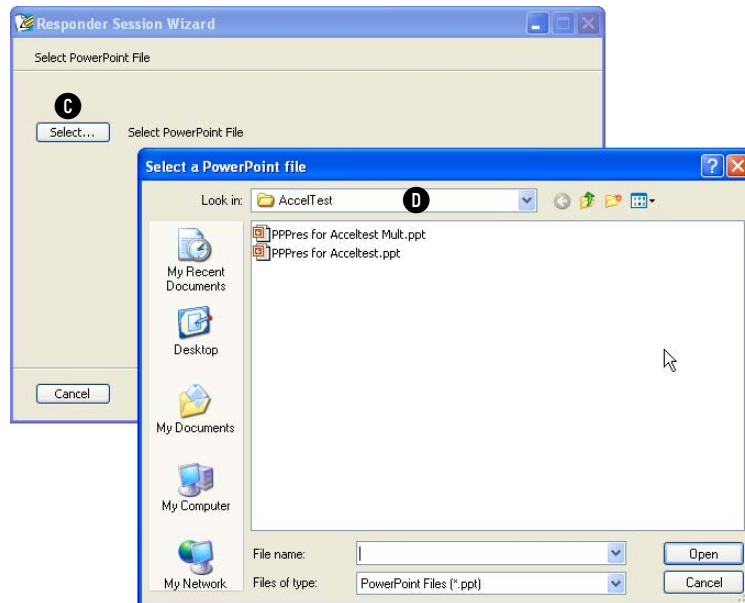 Responder Session Wizard
Select PowerPoint File
C
Select... Select PowerPoint File
Select a PowerPoint file
Look in: AccelTest D
PPPres for Acceltest Mult.ppt
PPPres for Acceltest.ppt
My Recent
Documents
Desktop
My Documents
My Computer
My Network
File name: Open
Files of type: PowerPoint Files (*.ppt) Cancel
Cancel